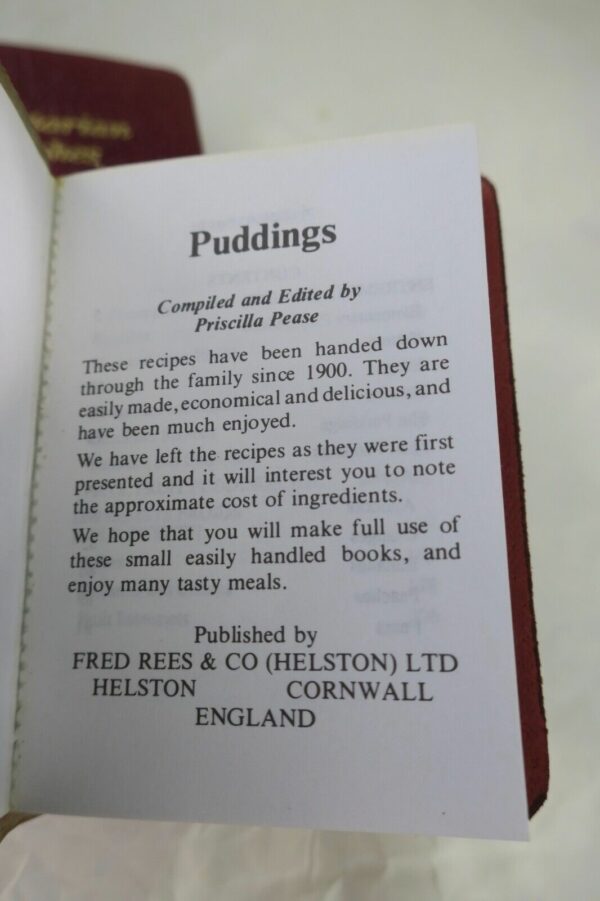 Puddings
Compiled and Edited by
Priscilla Pease
These recipes have been handed down
through the family since 1900. They are
easily made, economical and delicious, and
have been much enjoyed.
We have left the recipes as they were first
presented and it will interest you to note
the approximate cost of ingredients.
We hope that you will make full use of
these small easily handled books, and
enjoy many tasty meals.
Published by
FRED REES & CO (HELSTON) LTD
HELSTON CORNWALL
ENGLAND